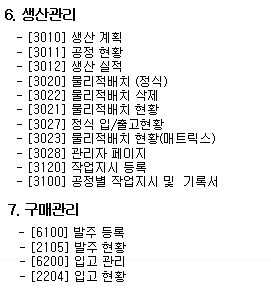 6. 생산관리
- [3010] 생산 계획
- [3011] 공정 현황
- [3012] 생산 실적
- [3020] 물리적배치 (정식)
- [3022] 물리적배치 삭제
- [3021] 물리적배치 현황
- [3027] 정식 입/출고현황
- [3023] 물리적배치 현황(매트릭스)
- [3028] 관리자 페이지
- [3120] 작업지시 등록
- [3100] 공정별 작업지시 및 기록서
7. 구매관리
- [6100] 발주 등록
- [2105] 발주 현황
- [6200] 입고 관리
- [2204] 입고 현황